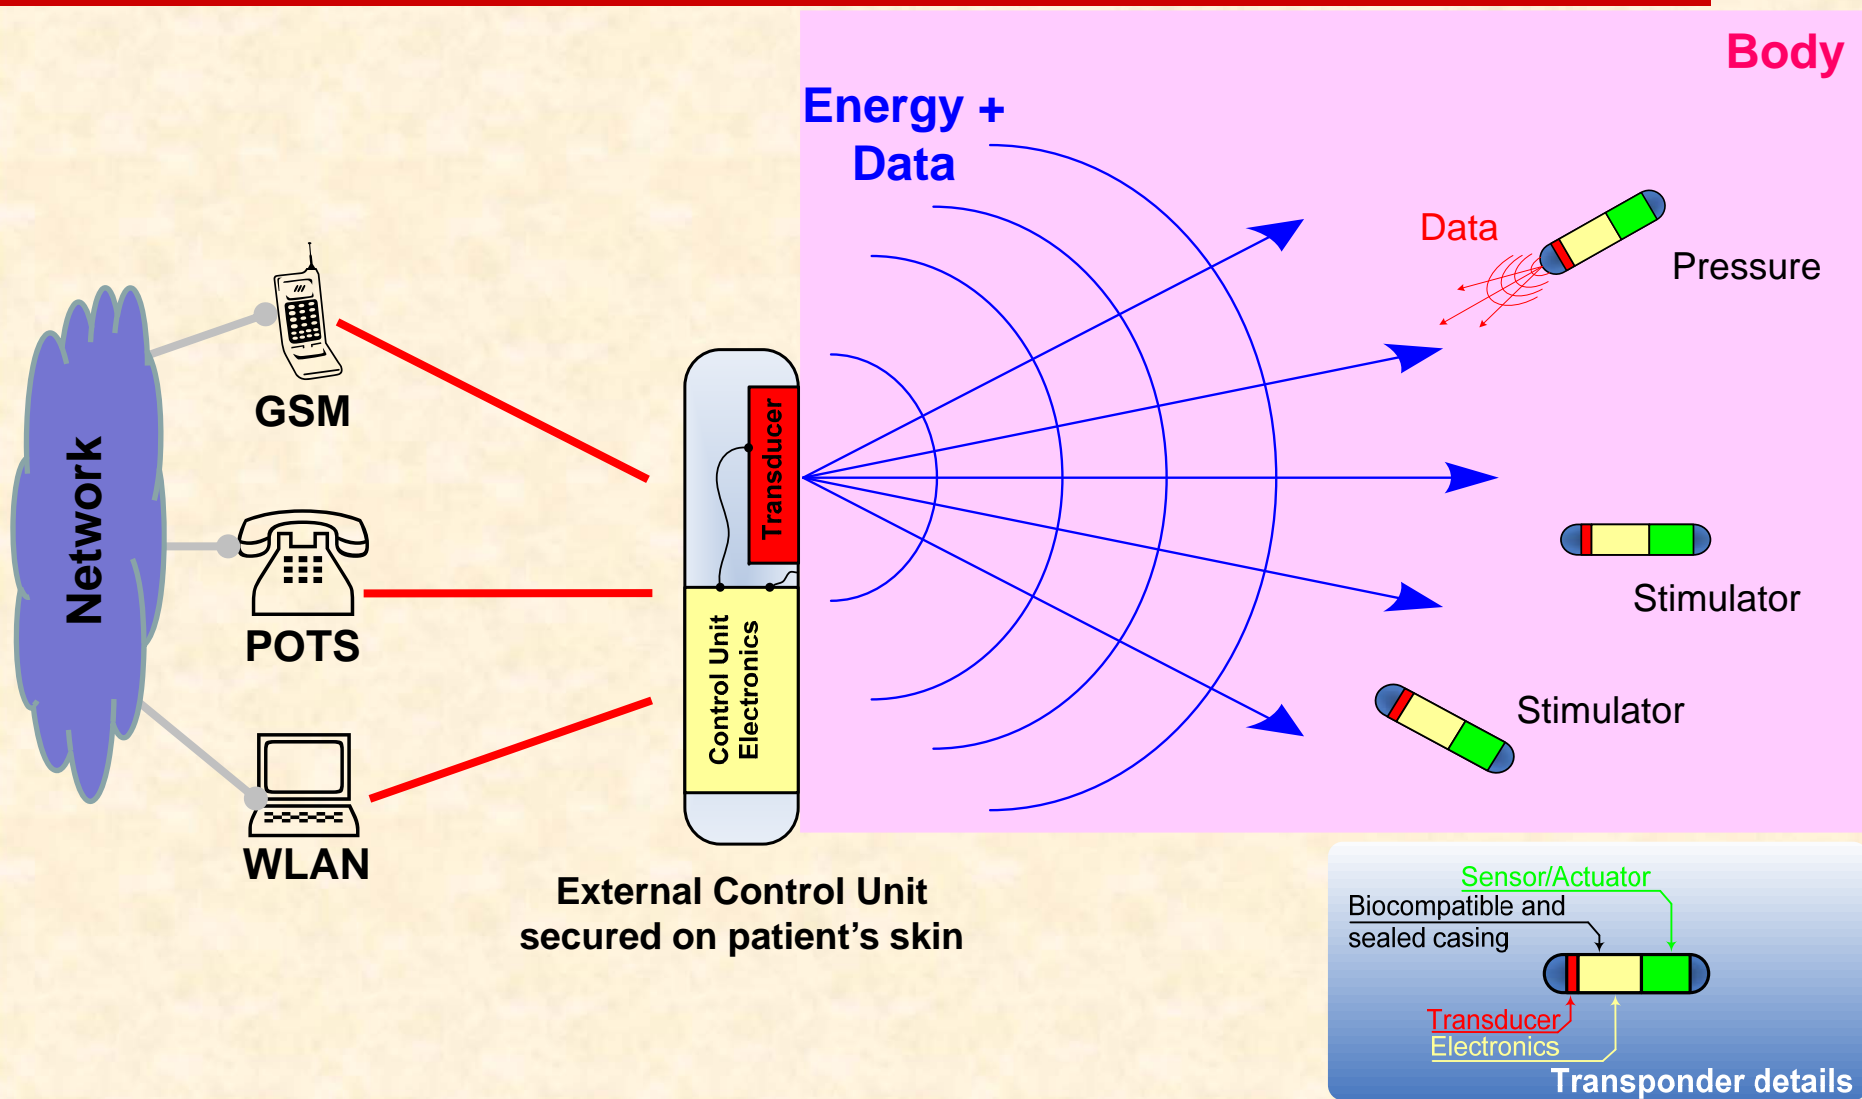 Body
Energy +
Data
Data
Pressure
GSM
Network
Transducer
POTS
Control Unit
Electronics
Stimulator
Stimulator
WLAN
External Control Unit
secured on patient’s skin
Sensor/Actuator
Biocompatible and
sealed casing
Transducer
Electronics
Transponder details